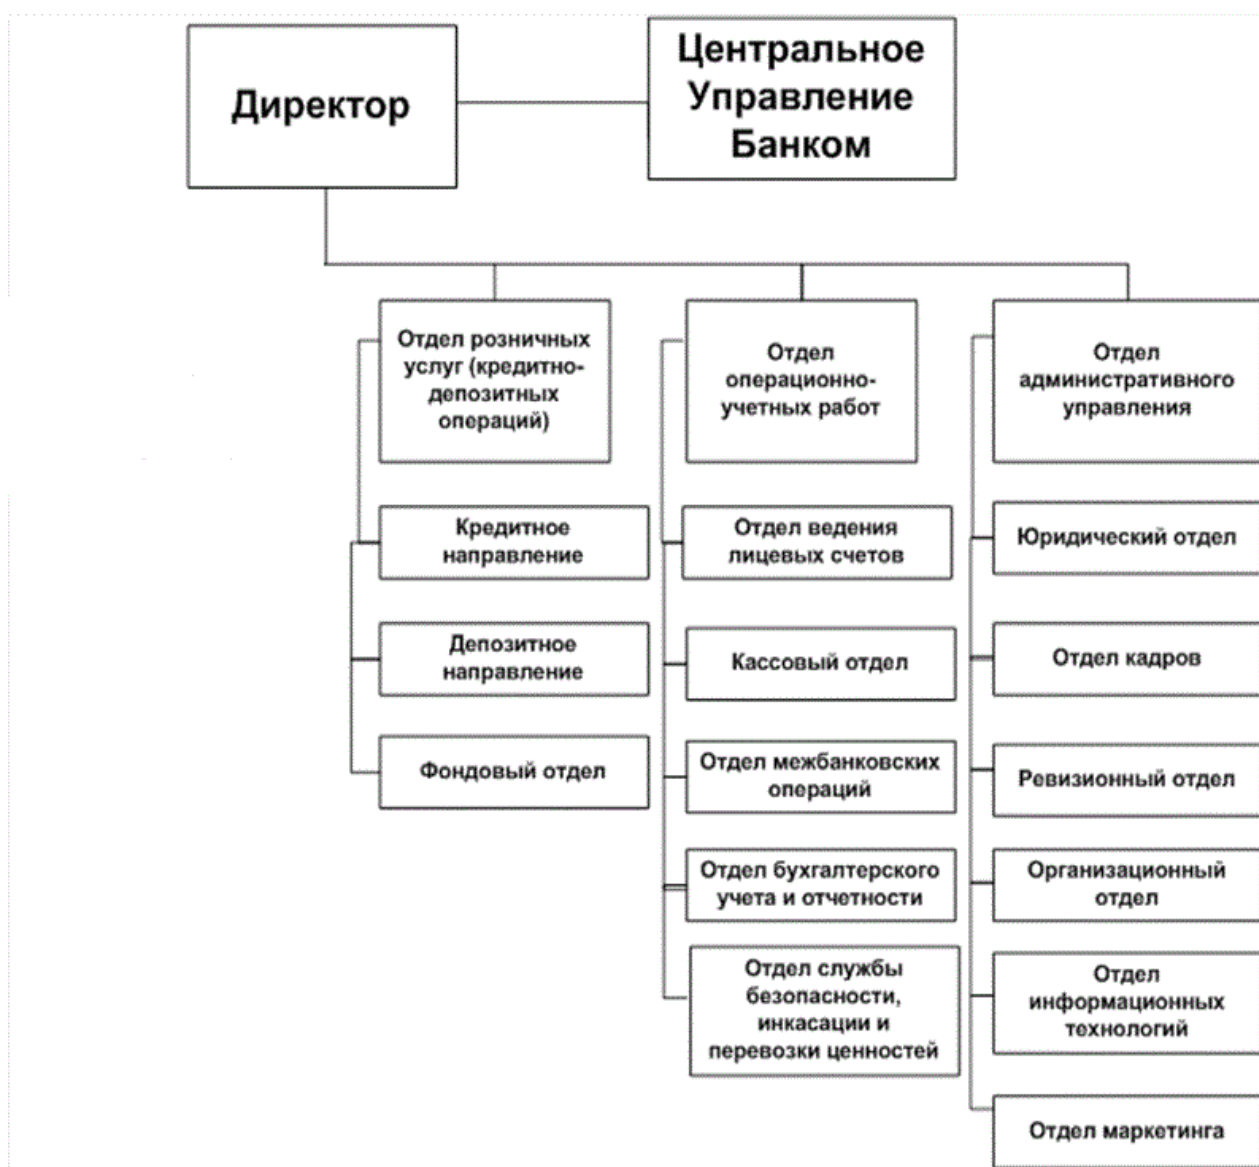 Директор
Центральное
Управление
Банком
Отдел розничных
услуг (кредитно-
депозитных
операций)
Кредитное
направление
Депозитное
направление
Фондовый отдел
Отдел
операционно-
учетных работ
Отдел ведения
лицевых счетов
Кассовый отдел
Отдел межбанковских
операций
Отдел бухгалтерского
учета и отчетности
Отдел службы
безопасности,
инкасации и
перевозки ценностей
Отдел
административного
управления
Юридический отдел
Отдел кадров
Ревизионный отдел
Организационный
отдел
Отдел
информационных
технологий
Отдел маркетинга